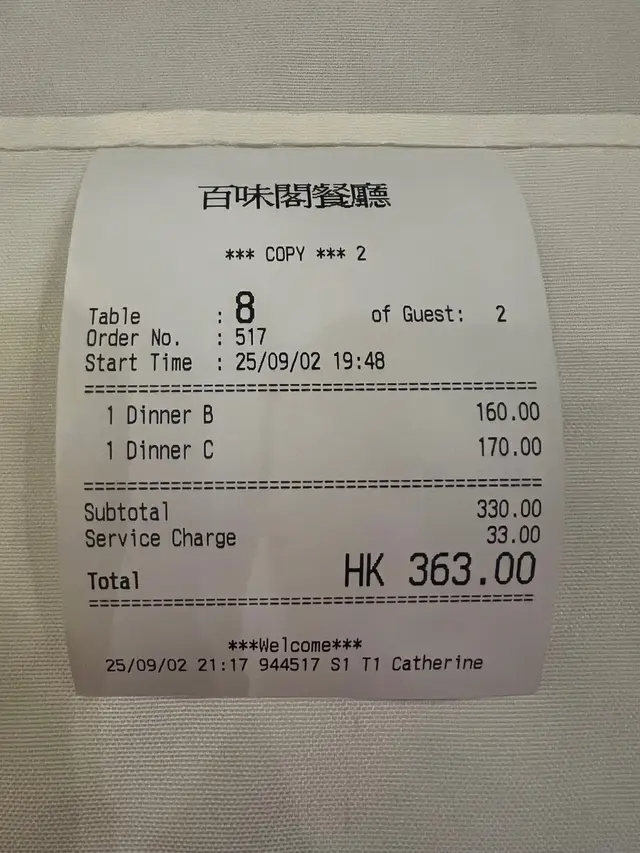 百味閣餐廳
*** COPY *** 2
Table : 8 of Guest: 2
Order No. : 517
Start Time : 25/09/02 19:48
================================================
1 Dinner B 160.00
1 Dinner C 170.00
================================================
Subtotal 330.00
Service Charge 33.00
Total HK 363.00
================================================
***Welcome***
25/09/02 21:17 944517 S1 T1 Catherine